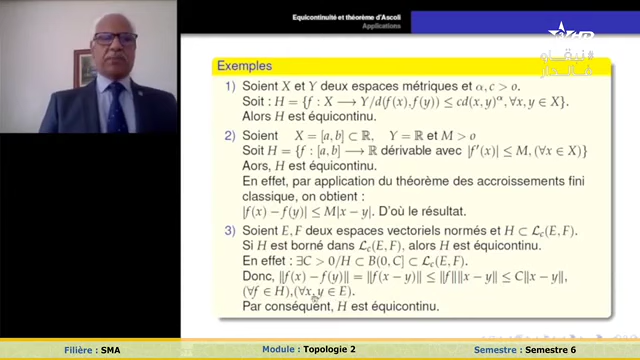 Equicontinuité et théorème d'Ascoli
Applications
Exemples
1) Soient X et Y deux espaces métriques et α, c > o.
Soit : H = {f : X → Y/d(f(x), f(y)) ≤ cd(x, y)^α, ∀x, y ∈ X}.
Alors H est équicontinu.
2) Soient X = [a, b] ⊂ ℝ, Y = ℝ et M > o
Soit H = {f : [a, b] → ℝ dérivable avec |f'(x)| ≤ M, (∀x ∈ X)}
Aors, H est équicontinu.
En effet, par application du théorème des accroissements fini
classique, on obtient :
|f(x) − f(y)| ≤ M|x − y|. D'où le résultat.
3) Soient E, F deux espaces vectoriels normés et H ⊂ ℒc(E, F).
Si H est borné dans ℒc(E, F), alors H est équicontinu.
En effet : ∃C > 0/H ⊂ B(0, C] ⊂ ℒc(E, F).
Donc, ‖f(x) − f(y)‖ = ‖f(x − y)‖ ≤ ‖f‖‖x − y‖ ≤ C‖x − y‖,
(∀f ∈ H), (∀x, y ∈ E).
Par conséquent, H est équicontinu.
Filière : SMA
Module : Topologie 2
Semestre : Semestre 6